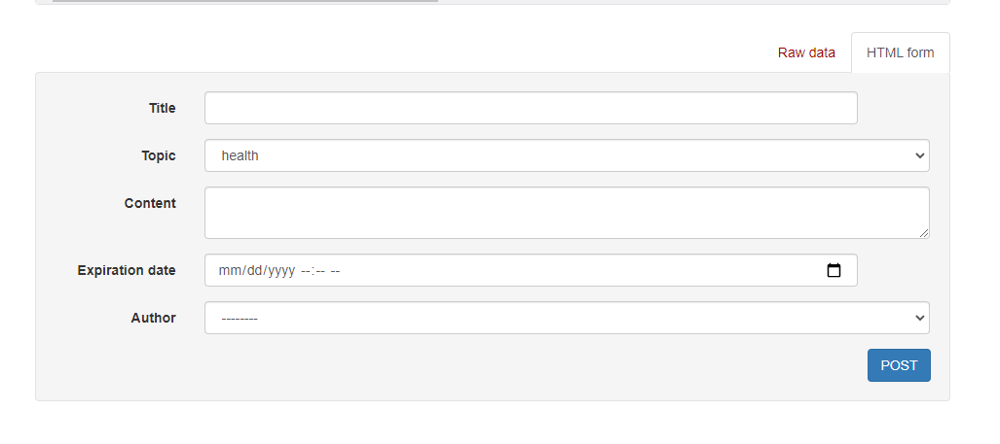 Raw data HTML form
Title
Topic health
Content
Expiration date mm/dd/yyyy --:-- --
Author --------
POST